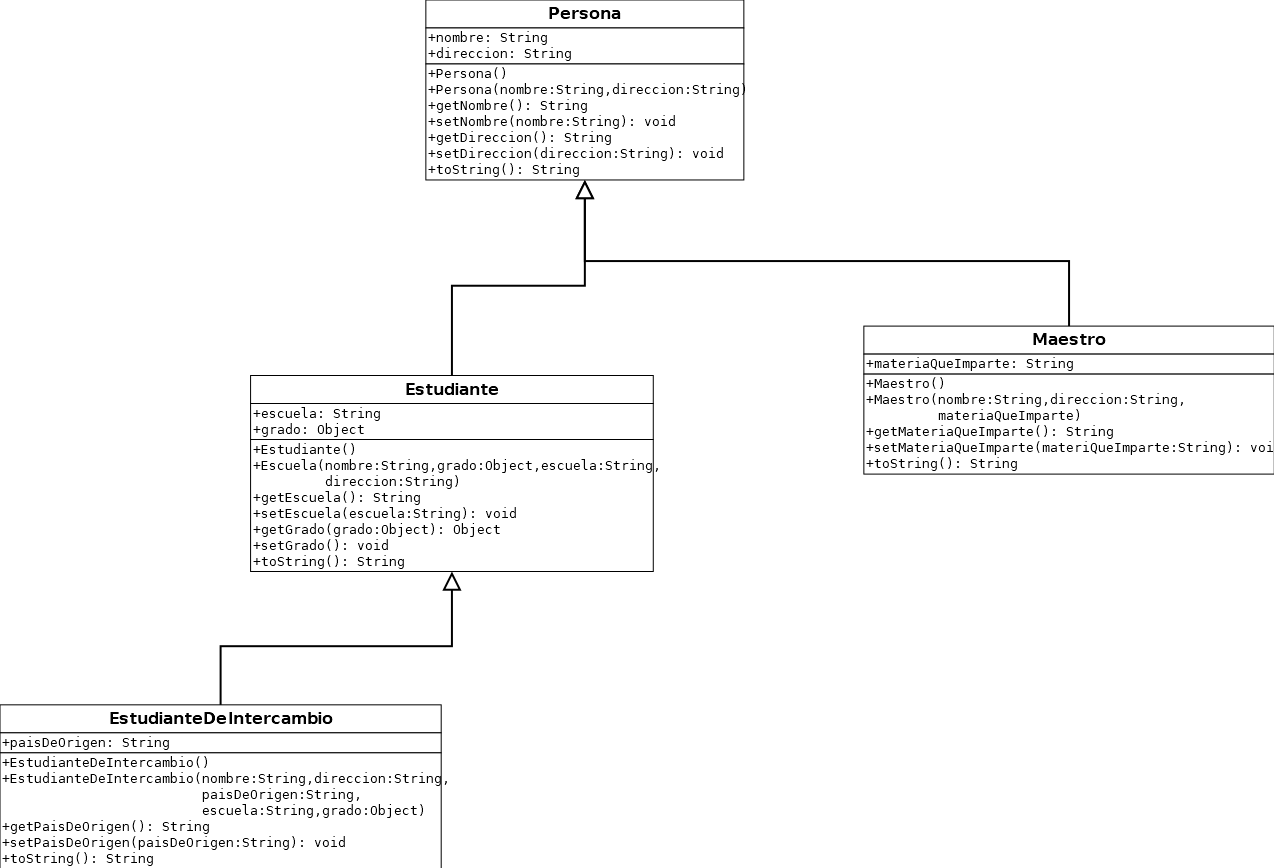 Persona
+nombre: String
+direccion: String
+Persona()
+Persona(nombre:String,direccion:String)
+getNombre(): String
+setNombre(nombre:String): void
+getDireccion(): String
+setDireccion(direccion:String): void
+toString(): String
Maestro
+materiaQueImparte: String
+Maestro()
+Maestro(nombre:String,direccion:String,
materiaQueImparte)
+getMateriaQueImparte(): String
+setMateriaQueImparte(materiQueImparte:String): voi
+toString(): String
Estudiante
+escuela: String
+grado: Object
+Estudiante()
+Escuela(nombre:String,grado:Object,escuela:String,
direccion:String)
+getEscuela(): String
+setEscuela(escuela:String): void
+getGrado(grado:Object): Object
+setGrado(): void
+toString(): String
EstudianteDeIntercambio
+paisDeOrigen: String
+EstudianteDeIntercambio()
+EstudianteDeIntercambio(nombre:String,direccion:String,
paisDeOrigen:String,
escuela:String,grado:Object)
+getPaisDeOrigen(): String
+setPaisDeOrigen(paisDeOrigen:String): void
+toString(): String